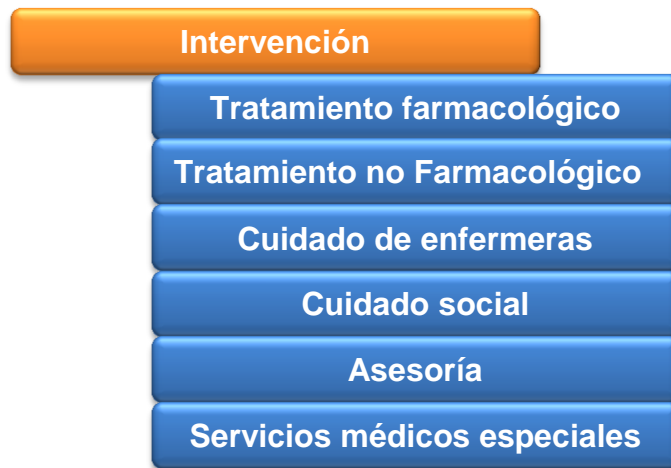 Intervención
Tratamiento farmacológico
Tratamiento no Farmacológico
Cuidado de enfermeras
Cuidado social
Asesoría
Servicios médicos especiales